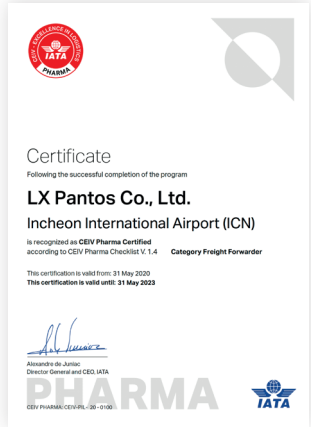 CEIV - EXCELLENCE IN LOGISTICS
IATA
PHARMA
Certificate
Following the successful completion of the program
LX Pantos Co., Ltd.
Incheon International Airport (ICN)
is recognized as CEIV Pharma Certified
according to CEIV Pharma Checklist V. 1.4 Category Freight Forwarder
This certification is valid from: 31 May 2020
This certification is valid until: 31 May 2023
Alexandre de Juniac
Director General and CEO, IATA
PHARMA
CEIV PHARMA: CEIV-PIL - 20 - 0100
IATA